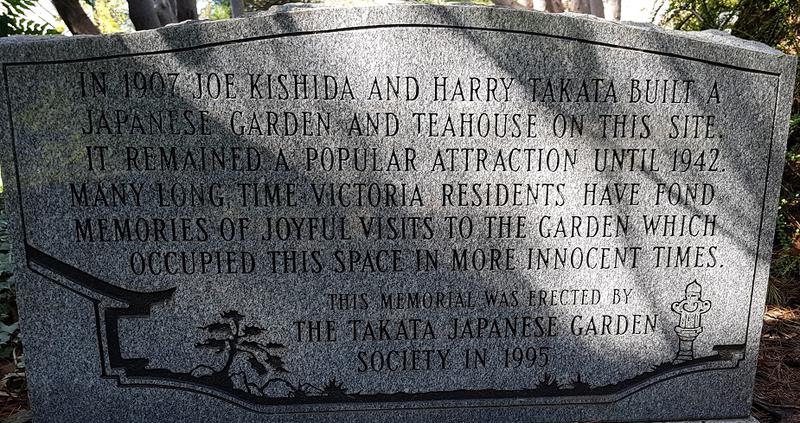 IN 1907 JOE KISHIDA AND HARRY TAKATA BUILT A
JAPANESE GARDEN AND TEAHOUSE ON THIS SITE.
IT REMAINED A POPULAR ATTRACTION UNTIL 1942.
MANY LONG TIME VICTORIA RESIDENTS HAVE FOND
MEMORIES OF JOYFUL VISITS TO THE GARDEN WHICH
OCCUPIED THIS SPACE IN MORE INNOCENT TIMES.
THIS MEMORIAL WAS ERECTED BY
THE TAKATA JAPANESE GARDEN
SOCIETY IN 1995